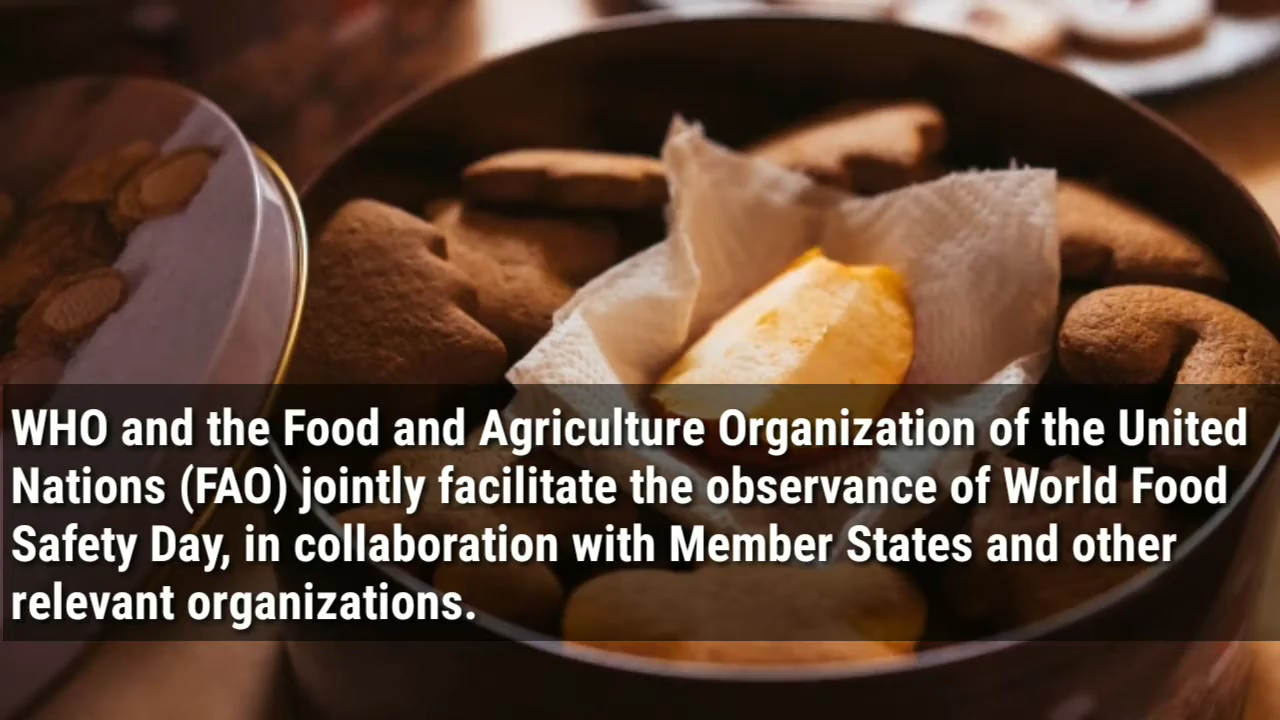 WHO and the Food and Agriculture Organization of the United
Nations (FAO) jointly facilitate the observance of World Food
Safety Day, in collaboration with Member States and other
relevant organizations.